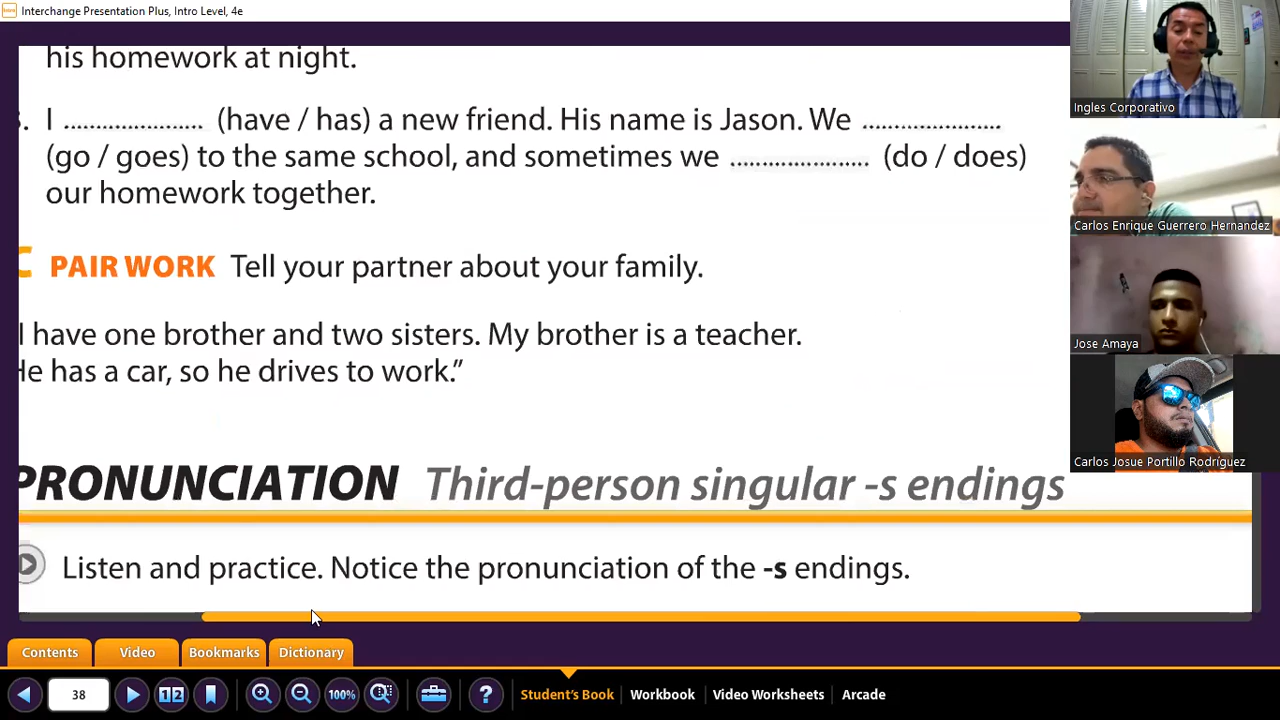 Interchange Presentation Plus, Intro Level, 4e
his homework at night.
. I ...................... (have / has) a new friend. His name is Jason. We ......................
(go / goes) to the same school, and sometimes we ...................... (do / does)
our homework together.
PAIR WORK Tell your partner about your family.
I have one brother and two sisters. My brother is a teacher.
He has a car, so he drives to work.”
PRONUNCIATION Third-person singular -s endings
Listen and practice. Notice the pronunciation of the -s endings.
Contents Video Bookmarks Dictionary
38 1 2 100% ? Student's Book Workbook Video Worksheets Arcade
Ingles Corporativo
Carlos Enrique Guerrero Hernandez
Jose Amaya
Carlos Josue Portillo Rodríguez